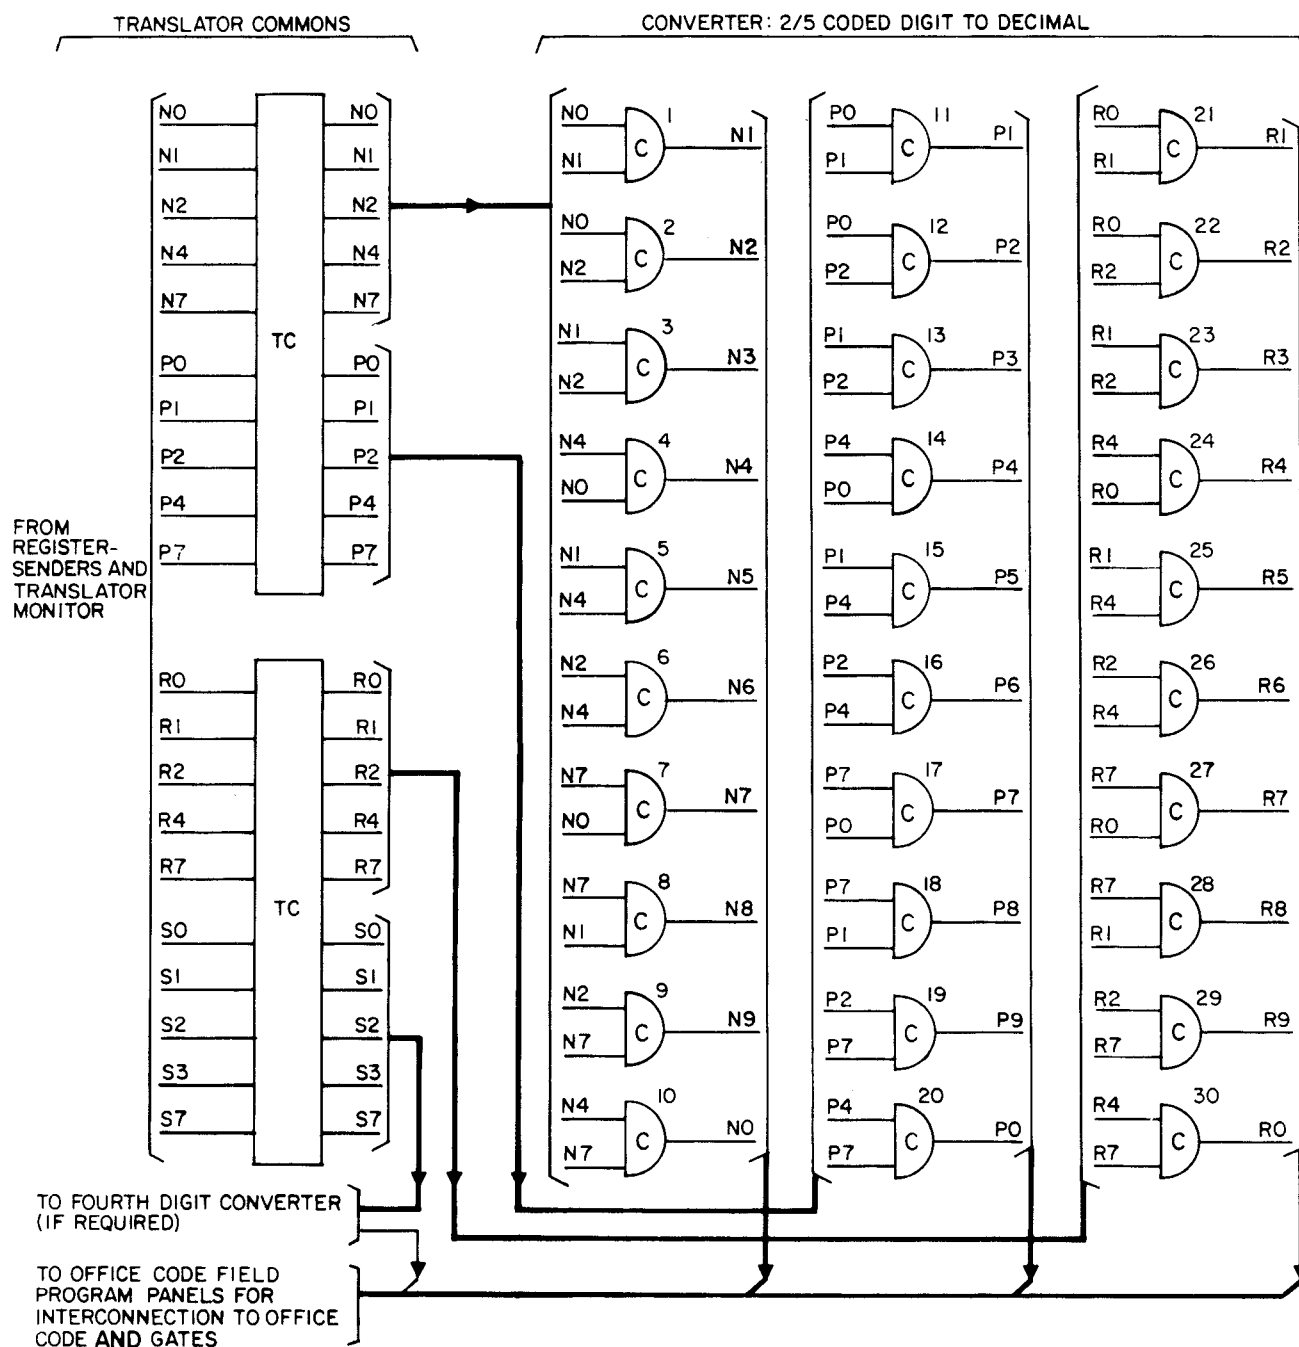 TRANSLATOR COMMONS
CONVERTER: 2/5 CODED DIGIT TO DECIMAL
N0 N0
N1 N1
N2 N2
N4 N4
N7 N7
TC
P0 P0
P1 P1
P2 P2
P4 P4
P7 P7
FROM
REGISTER-
SENDERS AND
TRANSLATOR
MONITOR
R0 R0
R1 R1
R2 R2
R4 R4
R7 R7
TC
S0 S0
S1 S1
S2 S2
S3 S3
S7 S7
TO FOURTH DIGIT CONVERTER
(IF REQUIRED)
TO OFFICE CODE FIELD
PROGRAM PANELS FOR
INTERCONNECTION TO OFFICE
CODE AND GATES
N0 1
C N1
N1
N0 2
C N2
N2
N1 3
C N3
N2
N4 4
C N4
N0
N1 5
C N5
N4
N2 6
C N6
N4
N7 7
C N7
N0
N7 8
C N8
N1
N2 9
C N9
N7
N4 10
C N0
N7
P0 11
C P1
P1
P0 12
C P2
P2
P1 13
C P3
P2
P4 14
C P4
P0
P1 15
C P5
P4
P2 16
C P6
P4
P7 17
C P7
P0
P7 18
C P8
P1
P2 19
C P9
P7
P4 20
C P0
P7
R0 21
C R1
R1
R0 22
C R2
R2
R1 23
C R3
R2
R4 24
C R4
R0
R1 25
C R5
R4
R2 26
C R6
R4
R7 27
C R7
R0
R7 28
C R8
R1
R2 29
C R9
R7
R4 30
C R0
R7